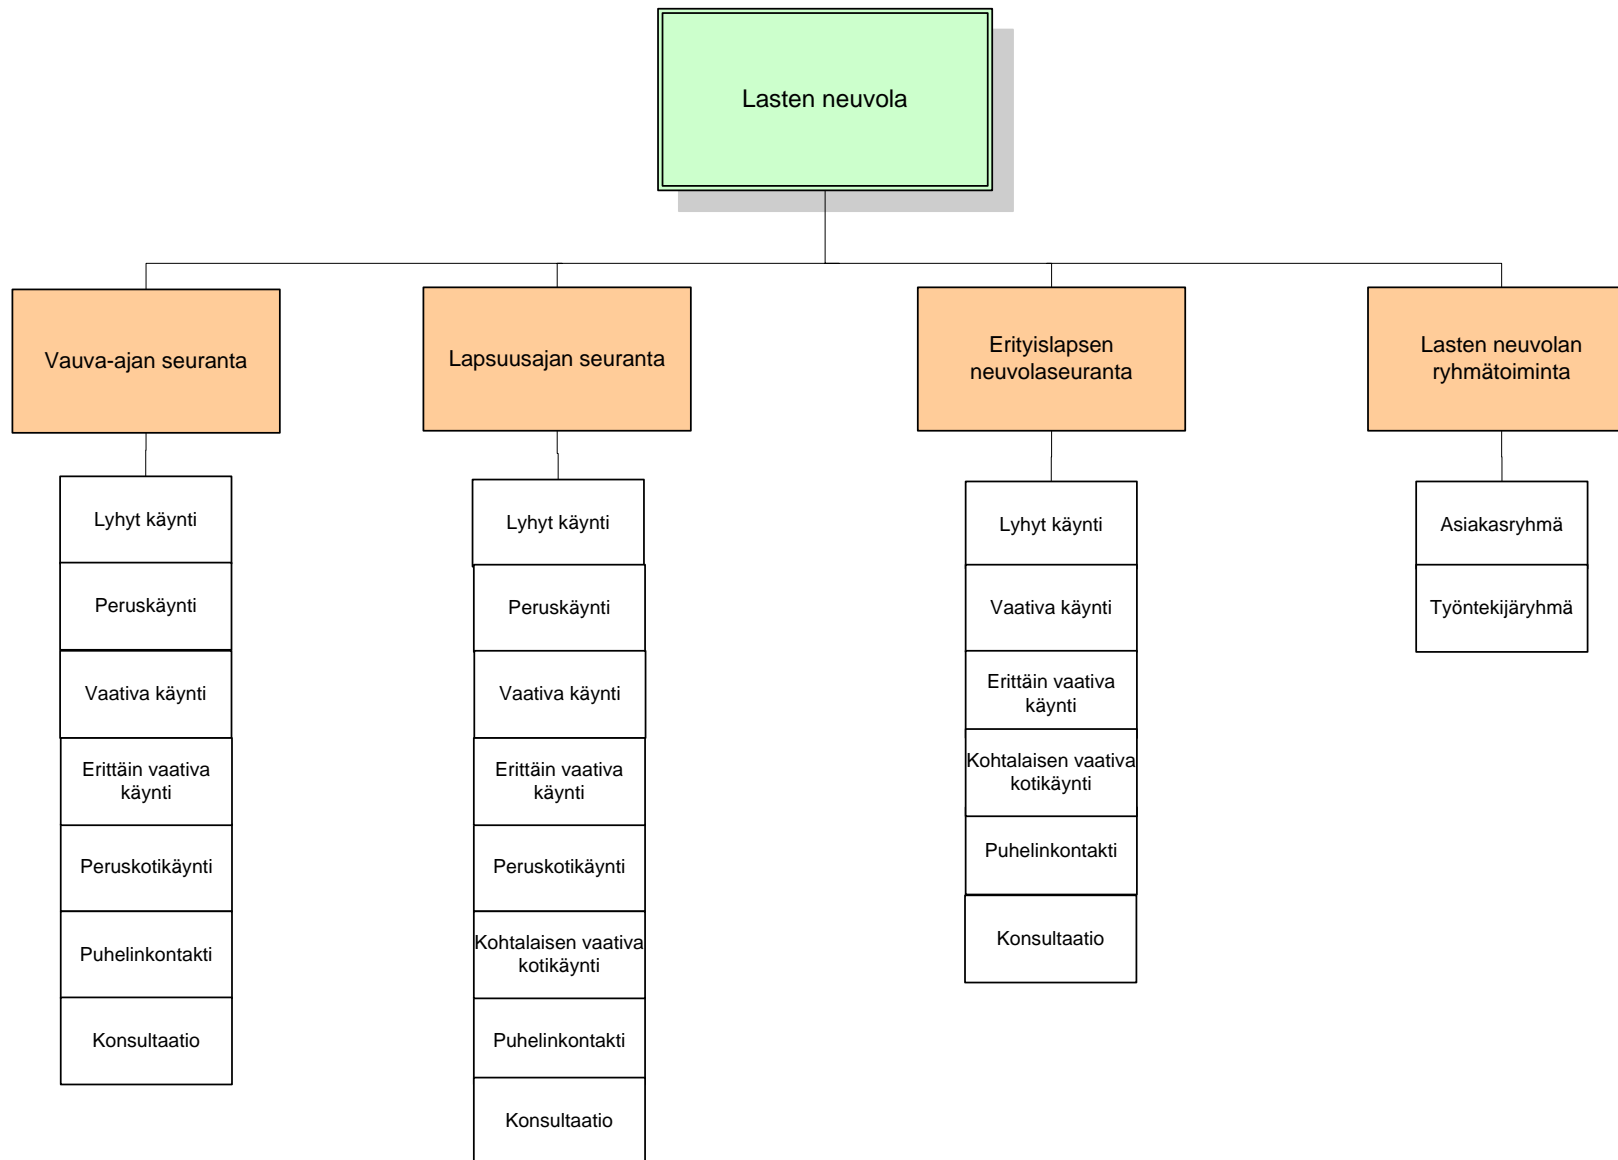 Lasten neuvola
Vauva-ajan seuranta
Lapsuusajan seuranta
Erityislapsen
neuvolaseuranta
Lasten neuvolan
ryhmätoiminta
Lyhyt käynti
Peruskäynti
Vaativa käynti
Erittäin vaativa
käynti
Peruskotikäynti
Puhelinkontakti
Konsultaatio
Lyhyt käynti
Peruskäynti
Vaativa käynti
Erittäin vaativa
käynti
Peruskotikäynti
Kohtalaisen vaativa
kotikäynti
Puhelinkontakti
Konsultaatio
Lyhyt käynti
Vaativa käynti
Erittäin vaativa
käynti
Kohtalaisen vaativa
kotikäynti
Puhelinkontakti
Konsultaatio
Asiakasryhmä
Työntekijäryhmä